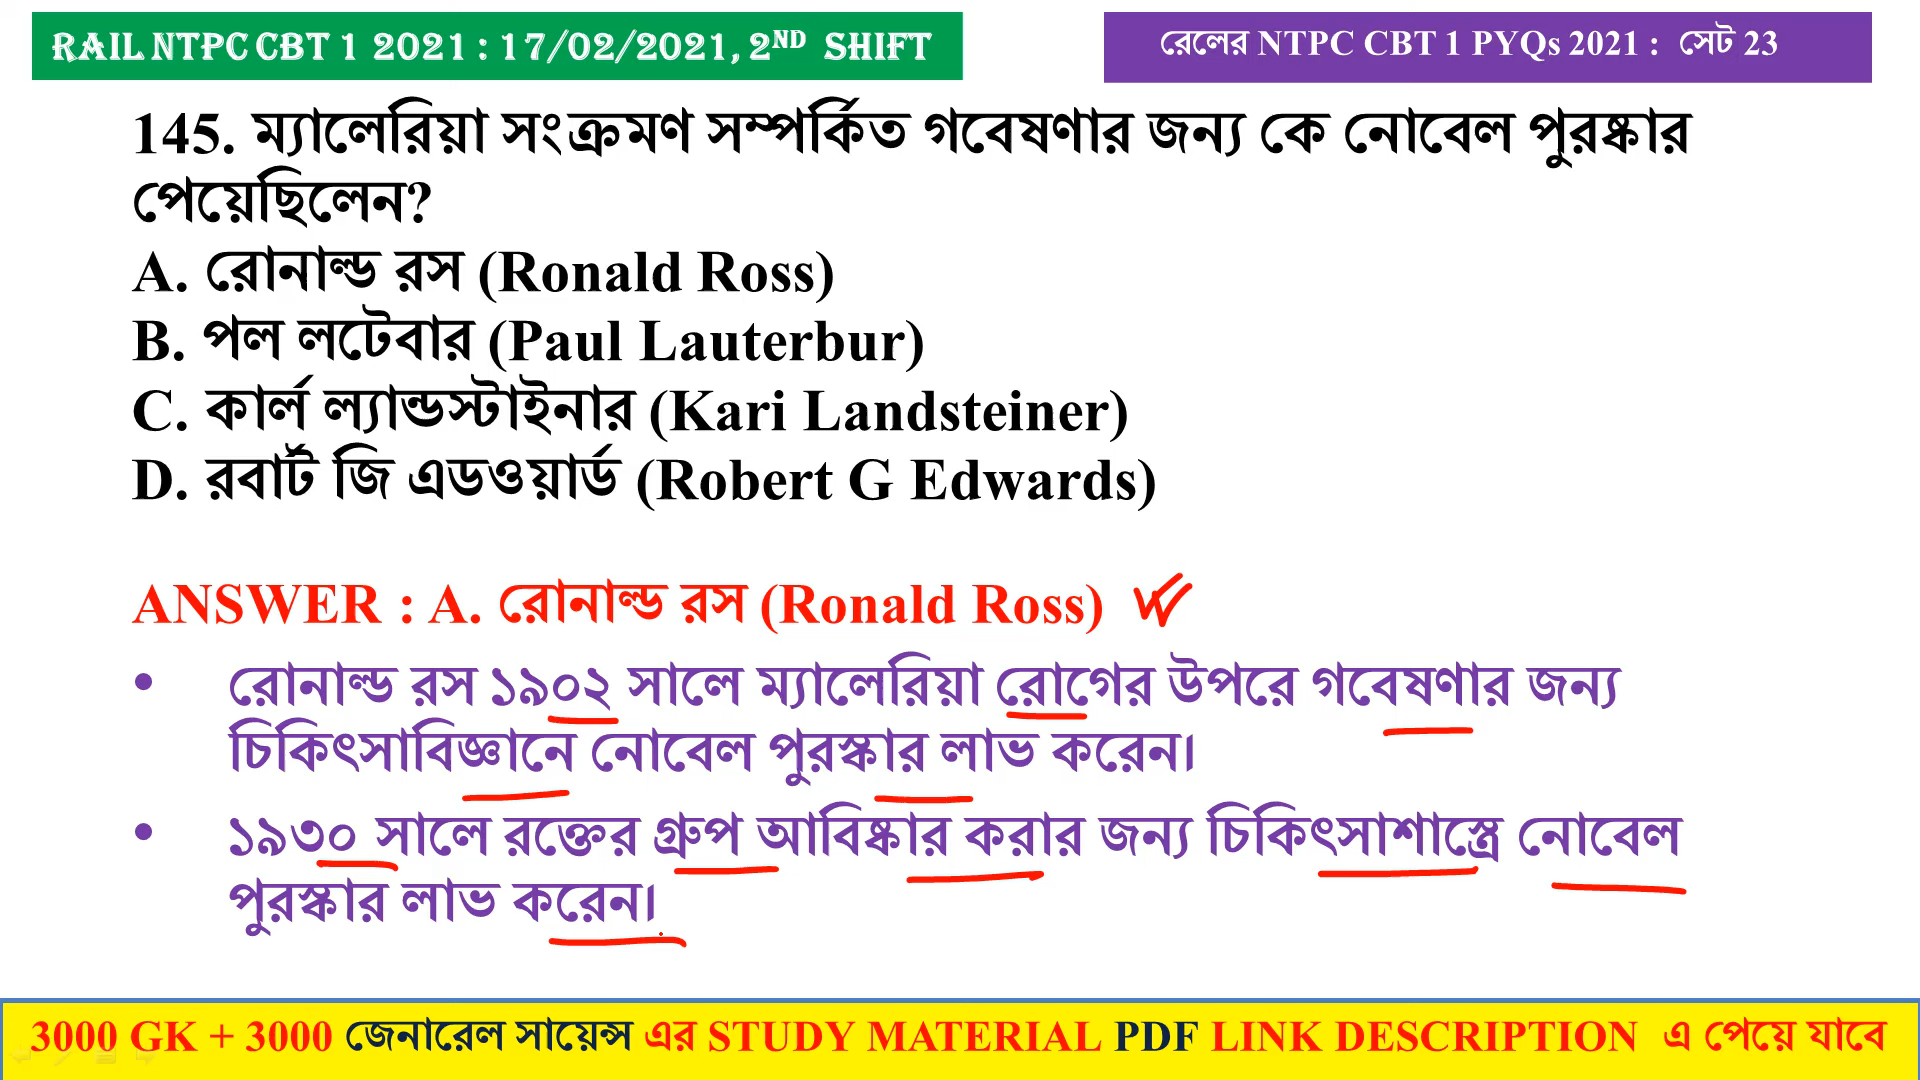 RAIL NTPC CBT 1 2021 : 17/02/2021, 2ND SHIFT
রেলের NTPC CBT 1 PYQs 2021 : সেট 23
145. ম্যালেরিয়া সংক্রমণ সম্পর্কিত গবেষণার জন্য কে নোবেল পুরষ্কার
পেয়েছিলেন?
A. রোনাল্ড রস (Ronald Ross)
B. পল লটেবার (Paul Lauterbur)
C. কার্ল ল্যান্ডস্টাইনার (Kari Landsteiner)
D. রবার্ট জি এডওয়ার্ড (Robert G Edwards)
ANSWER : A. রোনাল্ড রস (Ronald Ross)
• রোনাল্ড রস ১৯০২ সালে ম্যালেরিয়া রোগের উপরে গবেষণার জন্য
চিকিৎসাবিজ্ঞানে নোবেল পুরস্কার লাভ করেন।
• ১৯৩০ সালে রক্তের গ্রুপ আবিষ্কার করার জন্য চিকিৎসাশাস্ত্রে নোবেল
পুরস্কার লাভ করেন।
3000 GK + 3000 জেনারেল সায়েন্স এর STUDY MATERIAL PDF LINK DESCRIPTION এ পেয়ে যাবে